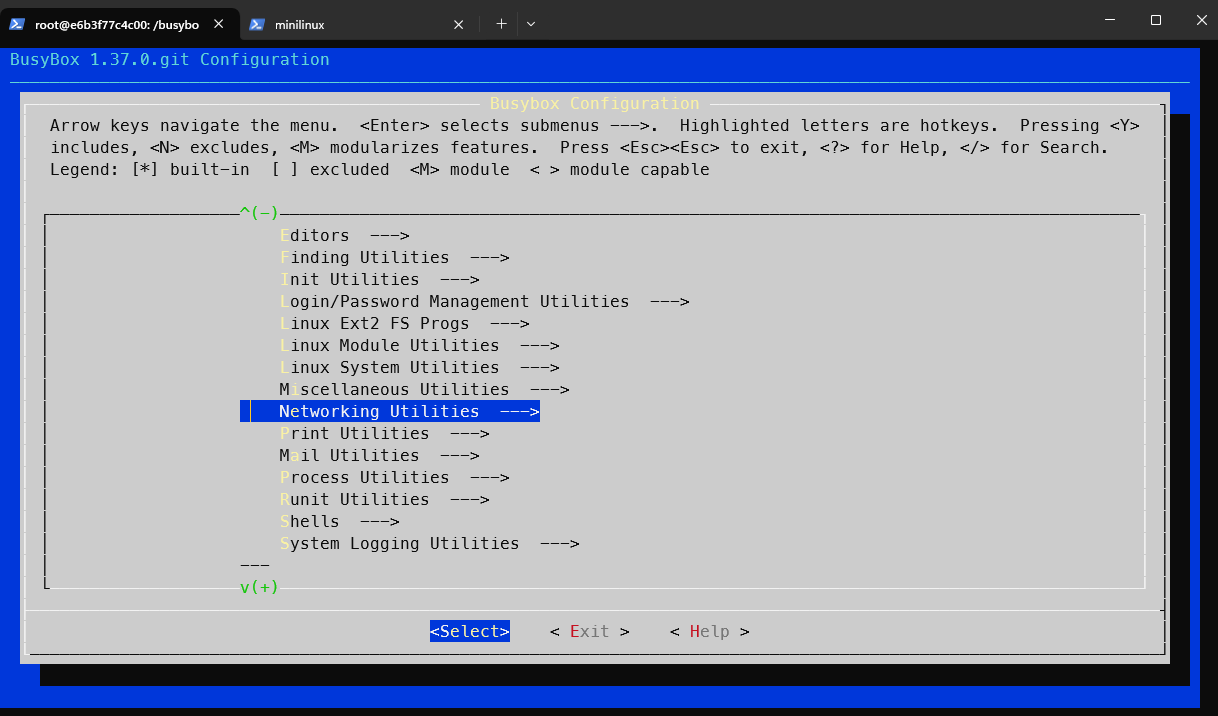 root@e6b3f77c4c00: /busybo
minilinux
BusyBox 1.37.0.git Configuration
Busybox Configuration
Arrow keys navigate the menu.  <Enter> selects submenus --->.  Highlighted letters are hotkeys.  Pressing <Y>
includes, <N> excludes, <M> modularizes features.  Press <Esc><Esc> to exit, <?> for Help, </> for Search.
Legend: [*] built-in  [ ] excluded  <M> module  < > module capable
^(-)
Editors  --->
Finding Utilities  --->
Init Utilities  --->
Login/Password Management Utilities  --->
Linux Ext2 FS Progs  --->
Linux Module Utilities  --->
Linux System Utilities  --->
Miscellaneous Utilities  --->
Networking Utilities  --->
Print Utilities  --->
Mail Utilities  --->
Process Utilities  --->
Runit Utilities  --->
Shells  --->
System Logging Utilities  --->
---
v(+)
<Select>    < Exit >    < Help >